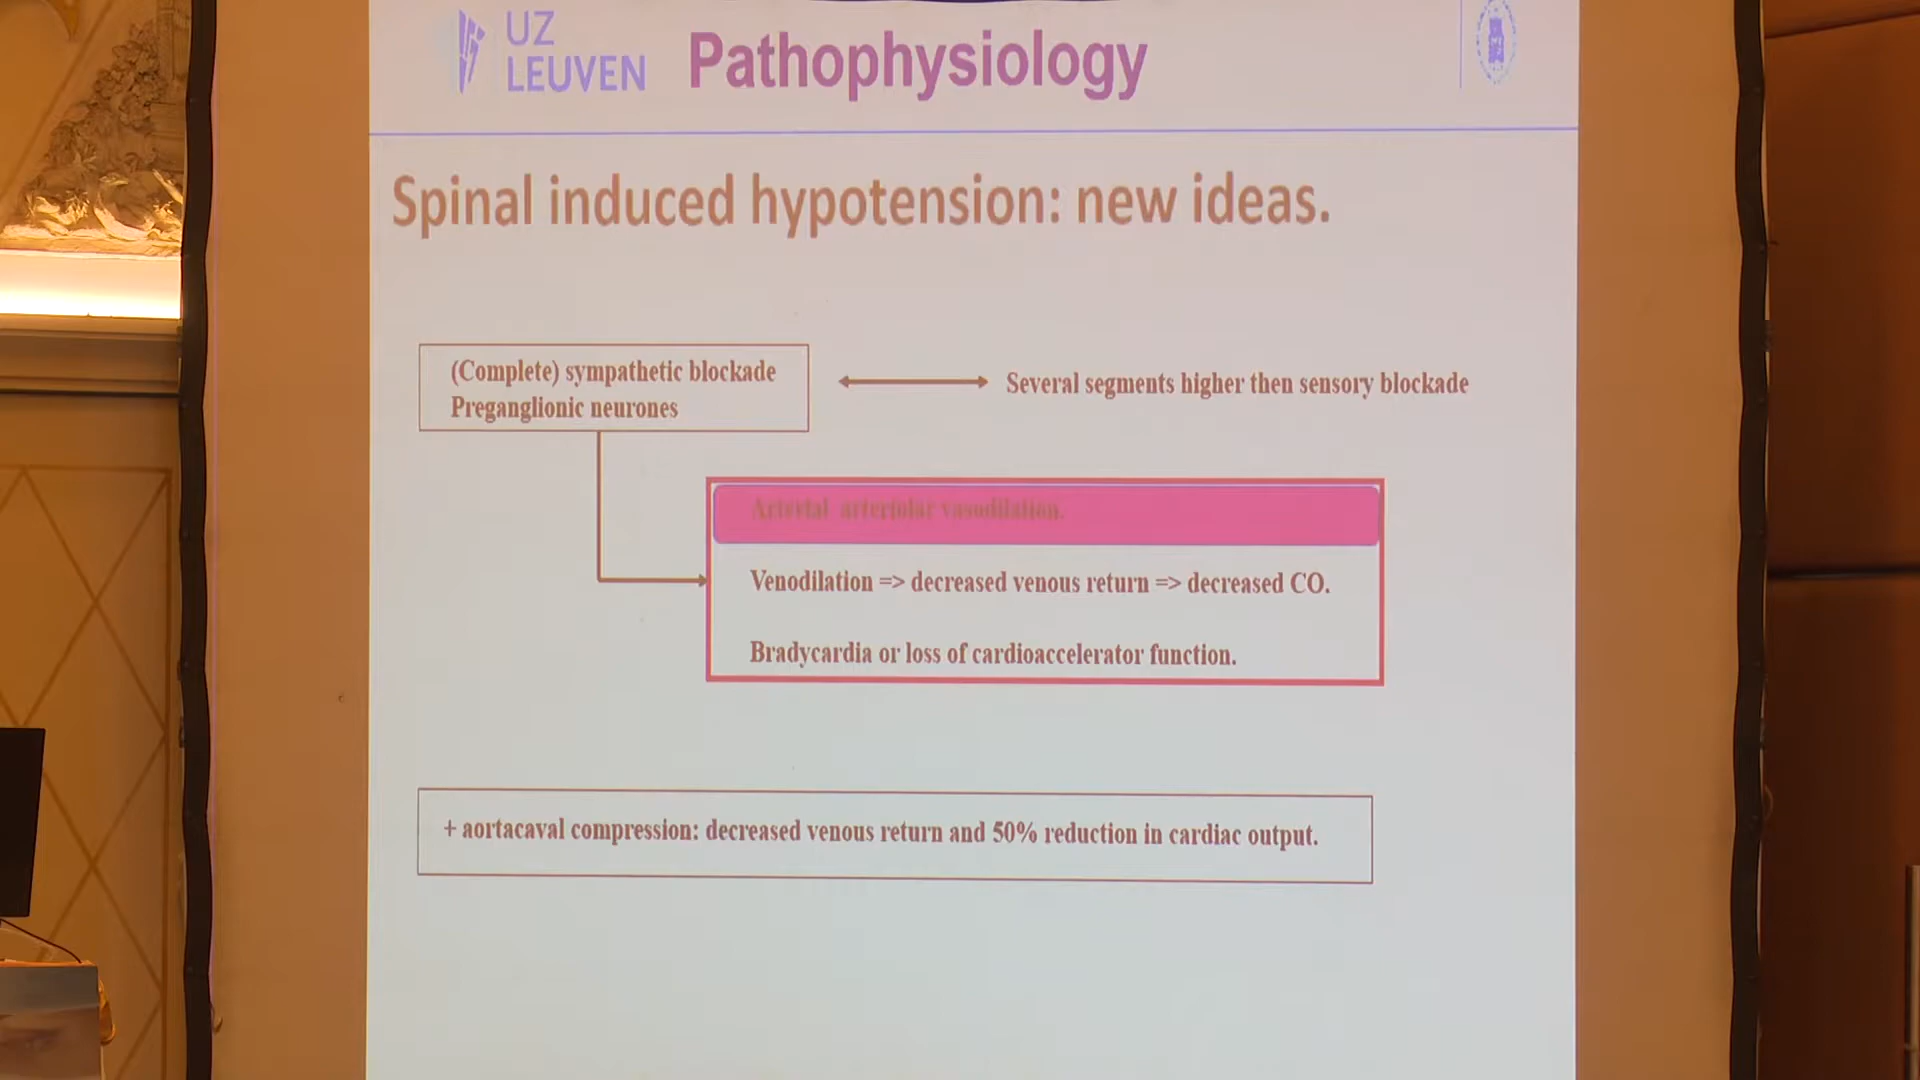 UZ
LEUVEN
Pathophysiology
Spinal induced hypotension: new ideas.
(Complete) sympathetic blockade
Preganglionic neurones
Several segments higher then sensory blockade
arteriolar vasodilation.
Venodilation => decreased venous return => decreased CO.
Bradycardia or loss of cardioaccelerator function.
+ aortacaval compression: decreased venous return and 50% reduction in cardiac output.